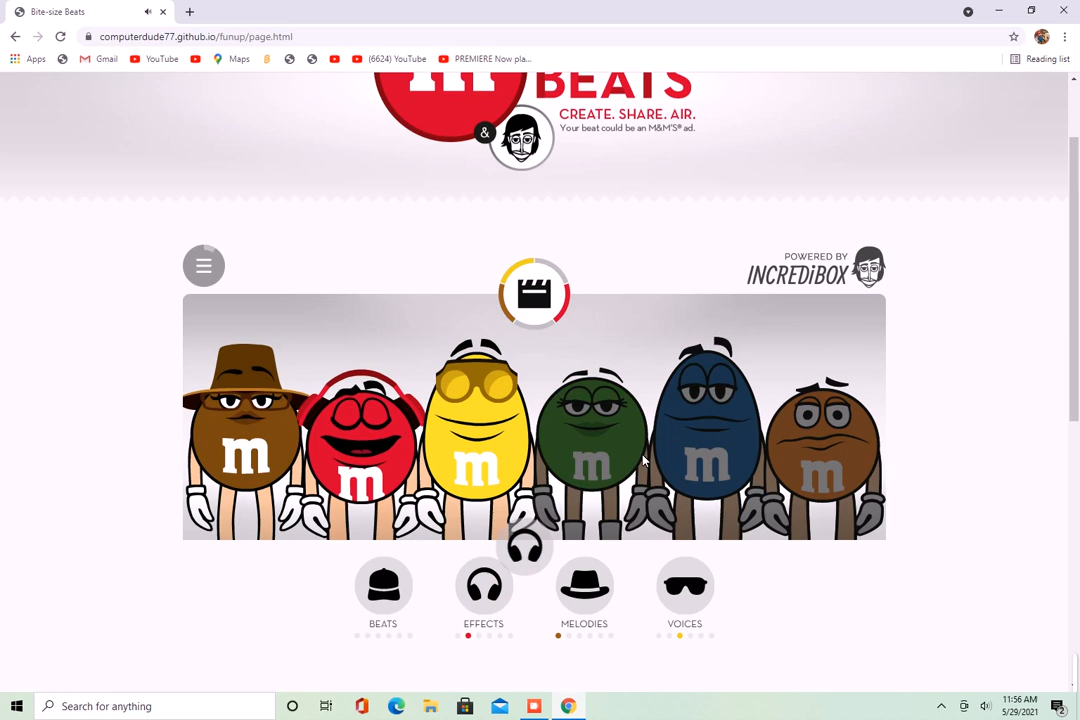 Bite-size Beats
computerdude77.github.io/funup/page.html
Apps
Gmail
YouTube
Maps
(6624) YouTube
PREMIERE Now pla...
Reading list
m
BEATS
&
CREATE. SHARE. AIR.
Your beat could be an M&M'S® ad.
POWERED BY
INCREDiBOX
m
m
m
m
m
m
BEATS
EFFECTS
MELODIES
VOICES
Search for anything
11:56 AM
5/29/2021
2